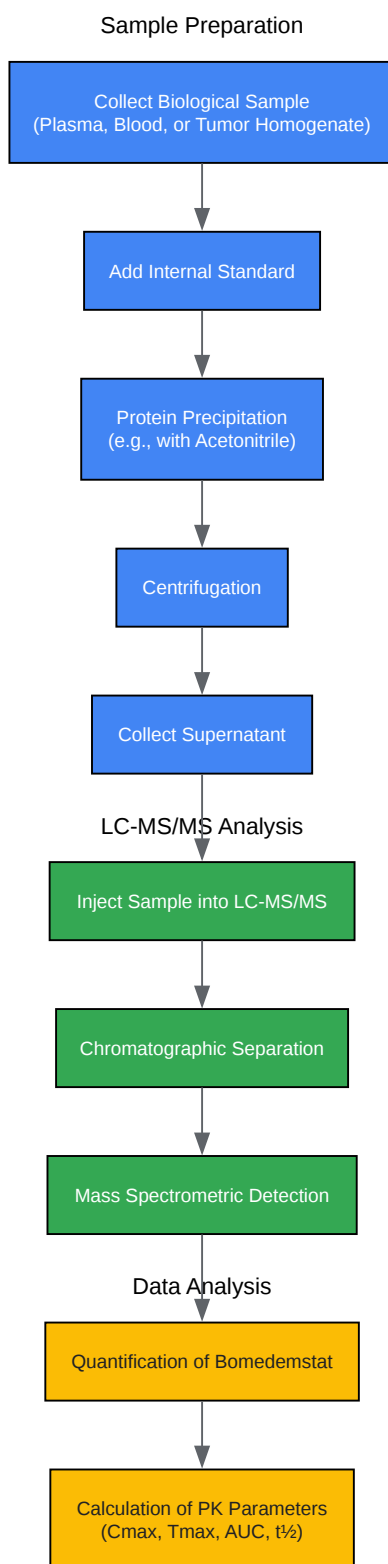 Sample Preparation
Collect Biological Sample
(Plasma, Blood, or Tumor Homogenate)
Add Internal Standard
Protein Precipitation
(e.g., with Acetonitrile)
Centrifugation
Collect Supernatant
LC-MS/MS Analysis
Inject Sample into LC-MS/MS
Chromatographic Separation
Mass Spectrometric Detection
Data Analysis
Quantification of Bomedemstat
Calculation of PK Parameters
(Cmax, Tmax, AUC, t½)